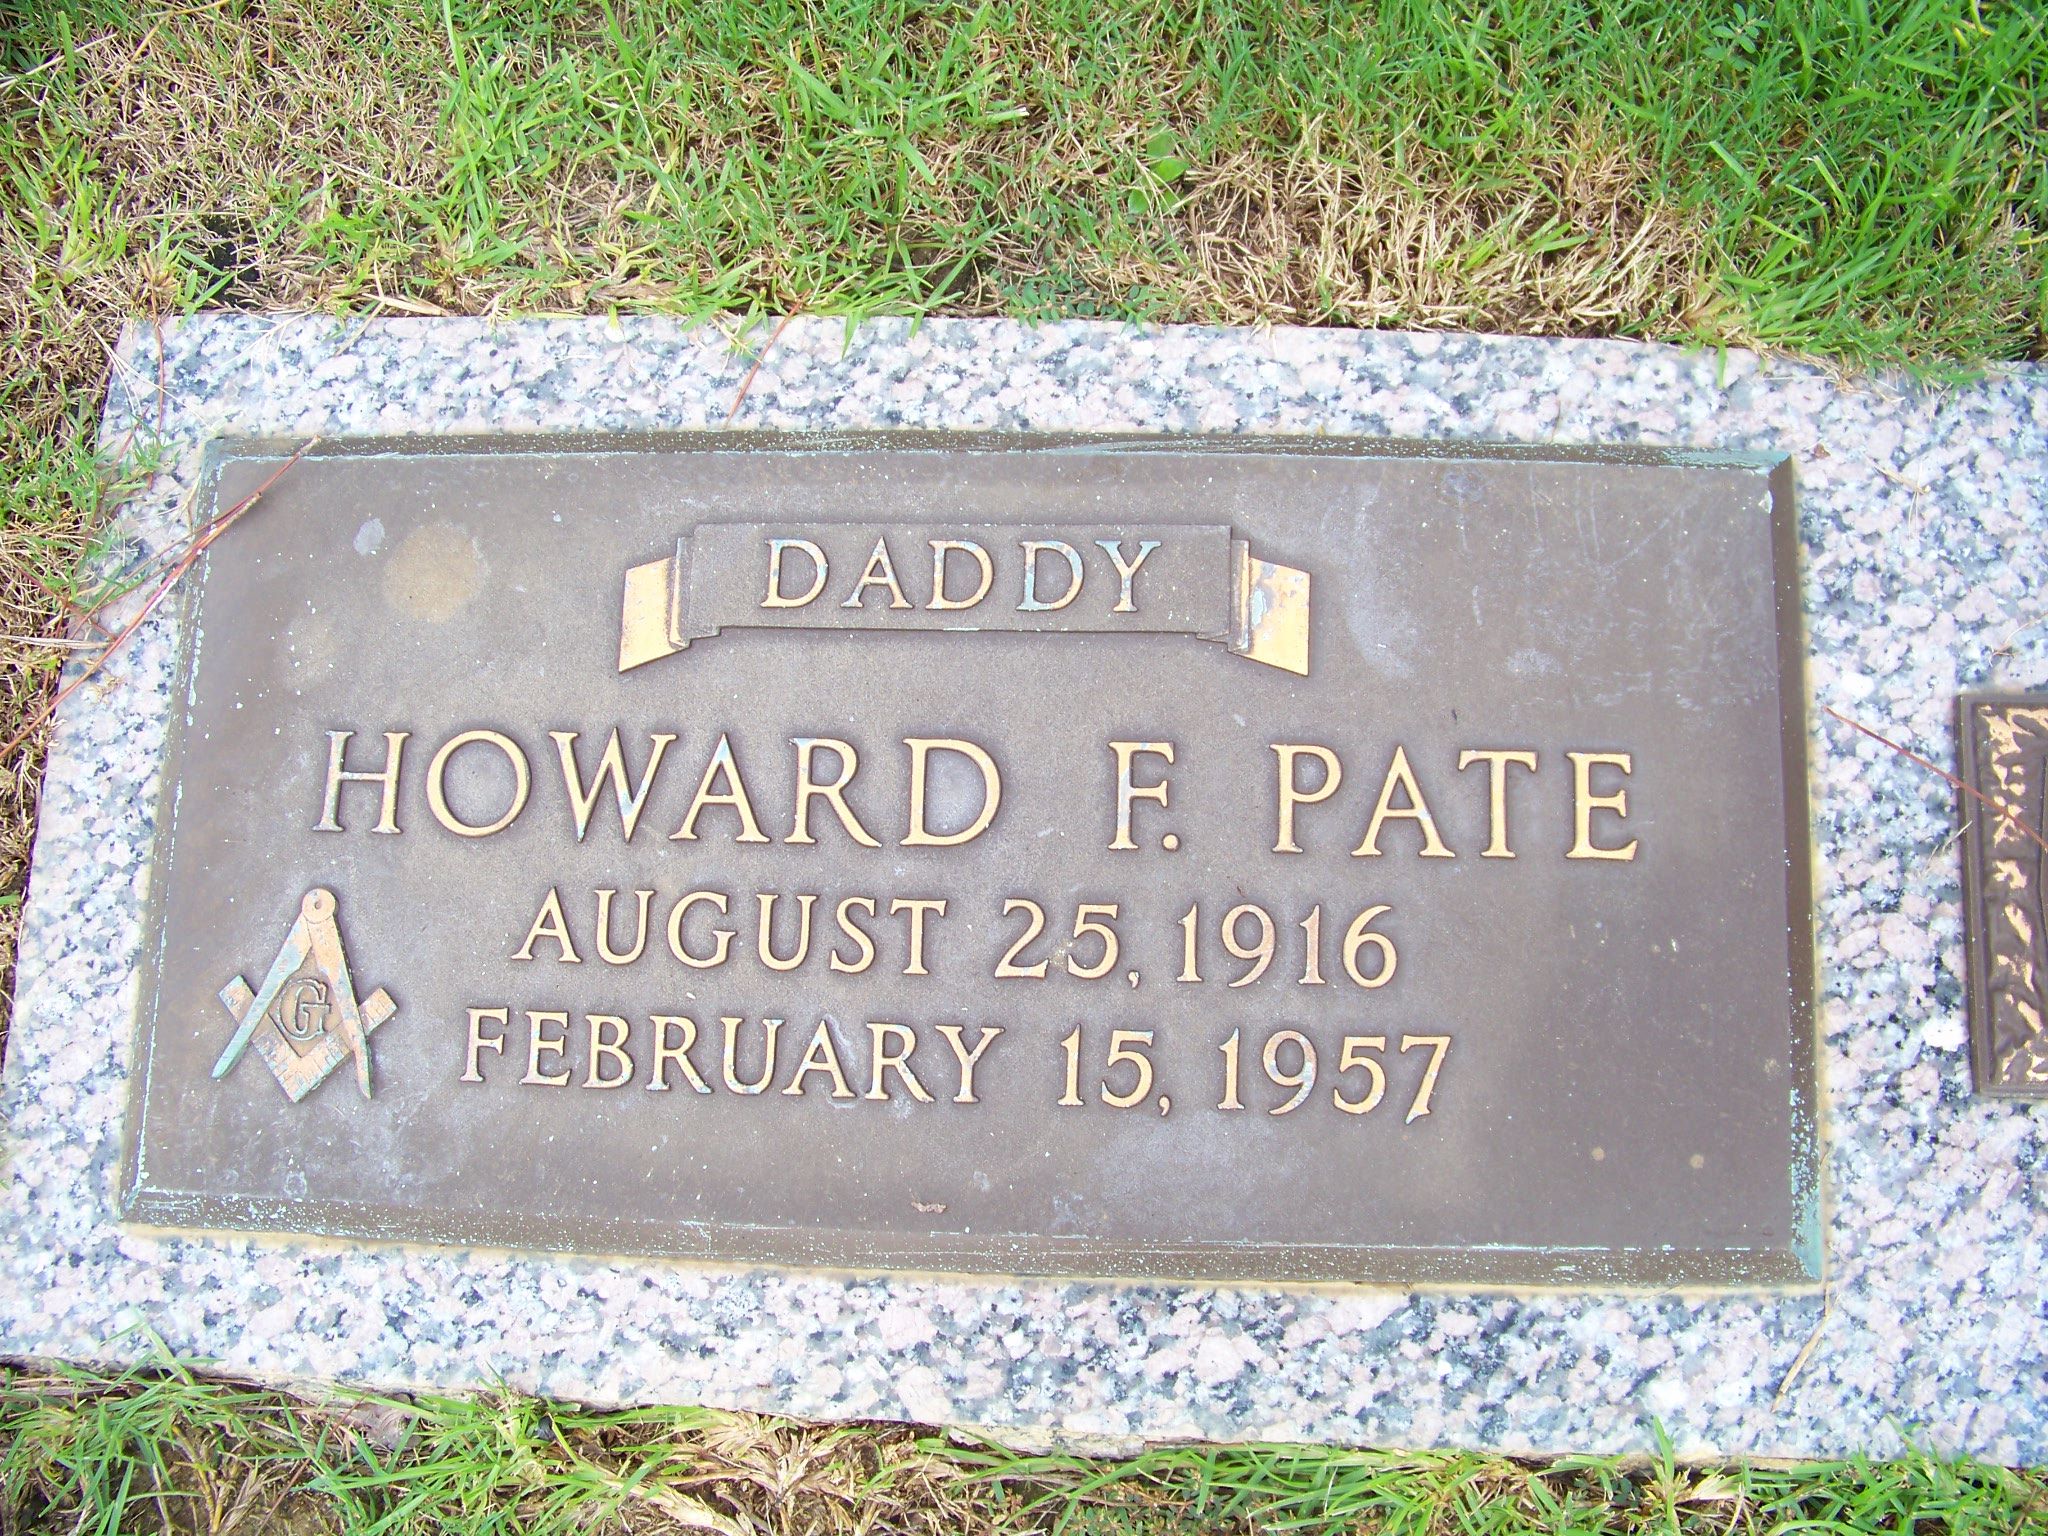 DADDY
HOWARD F. PATE
AUGUST 25, 1916
FEBRUARY 15, 1957
G